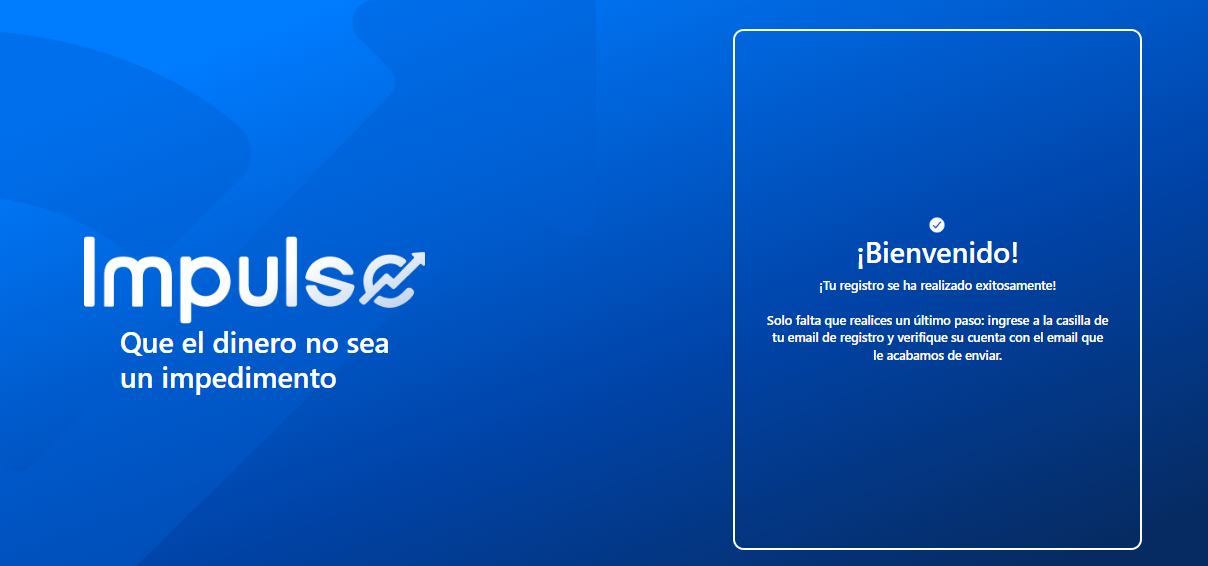 Impulso
Que el dinero no sea
un impedimento
¡Bienvenido!
¡Tu registro se ha realizado exitosamente!
Solo falta que realices un último paso: ingrese a la casilla de
tu email de registro y verifique su cuenta con el email que
le acabamos de enviar.